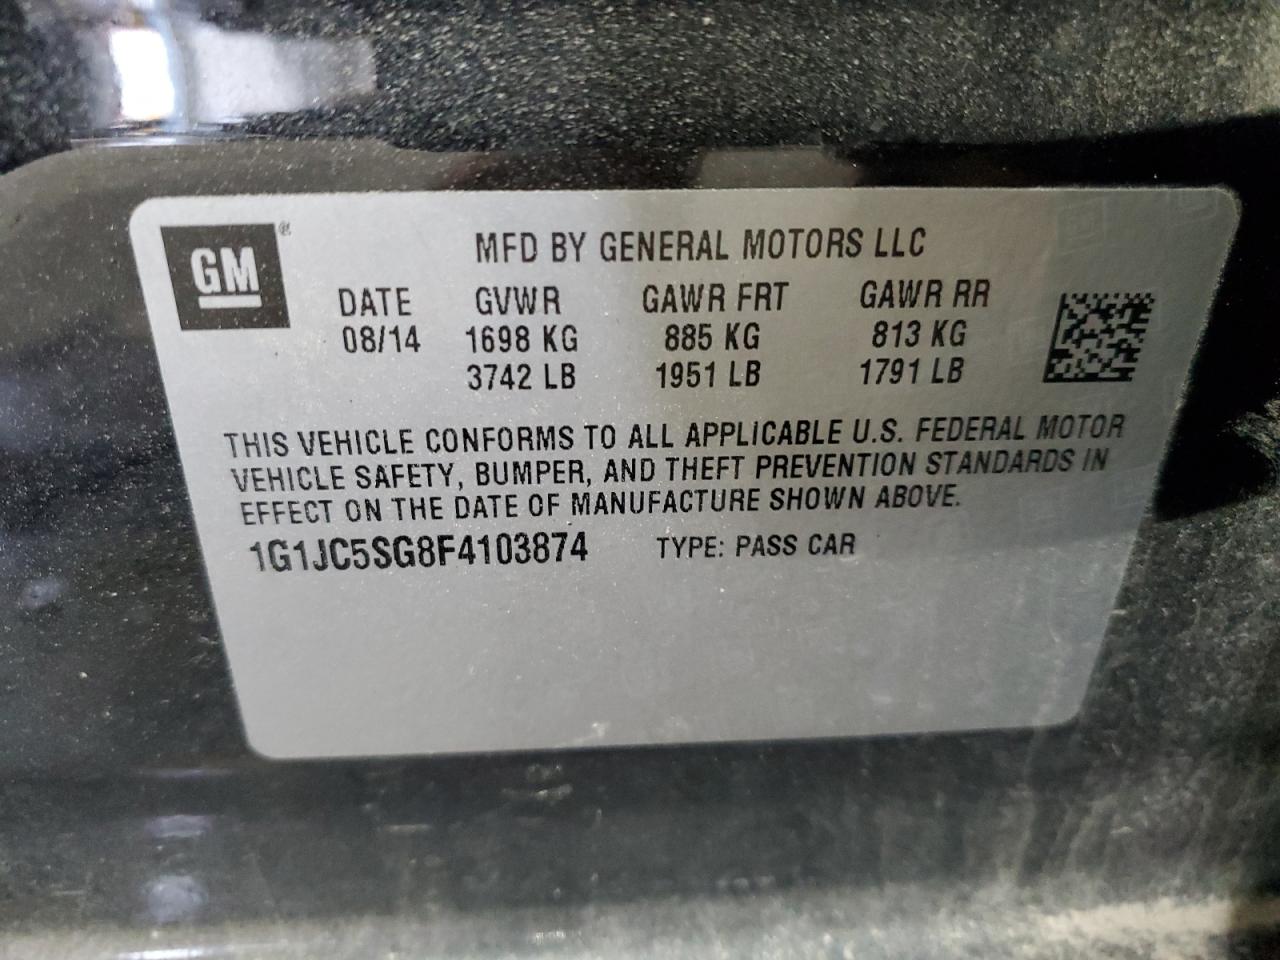 GM®
MFD BY GENERAL MOTORS LLC
DATE GVWR GAWR FRT GAWR RR
08/14 1698 KG 885 KG 813 KG
3742 LB 1951 LB 1791 LB
THIS VEHICLE CONFORMS TO ALL APPLICABLE U.S. FEDERAL MOTOR
VEHICLE SAFETY, BUMPER, AND THEFT PREVENTION STANDARDS IN
EFFECT ON THE DATE OF MANUFACTURE SHOWN ABOVE.
1G1JC5SG8F4103874 TYPE: PASS CAR